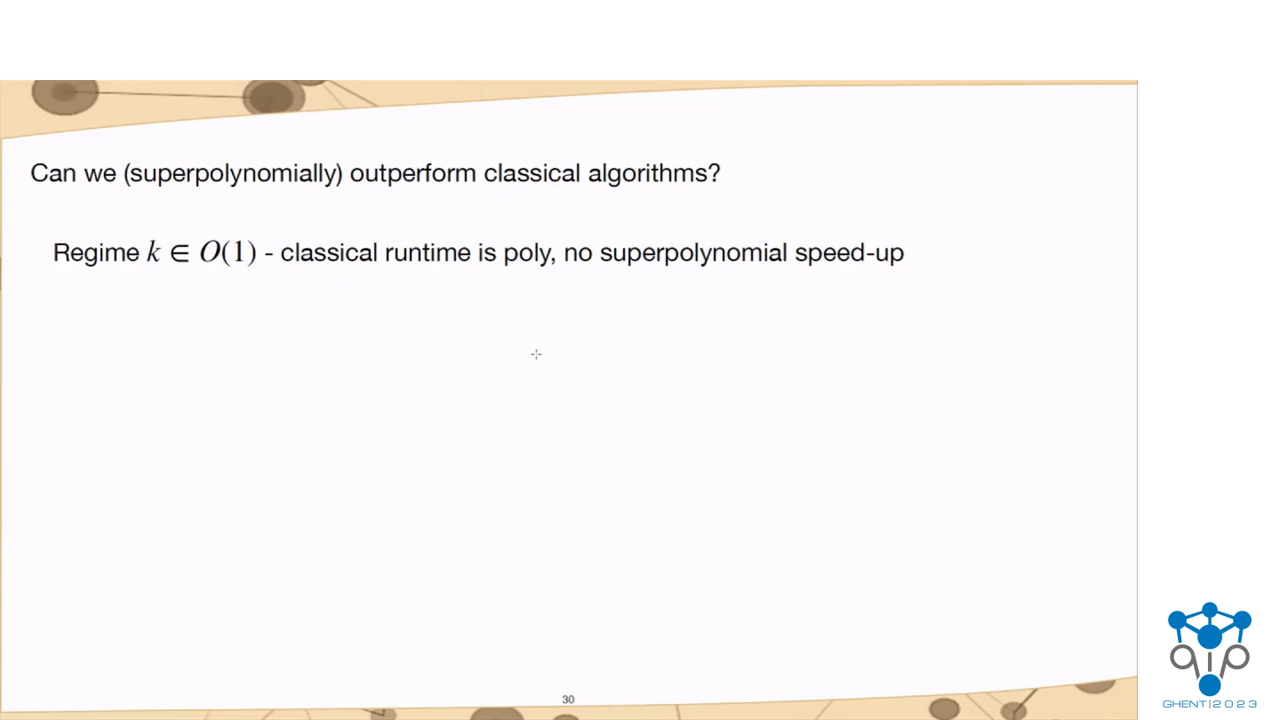 Can we (superpolynomially) outperform classical algorithms?
Regime k ∈ O(1) - classical runtime is poly, no superpolynomial speed-up
30
qip
GHENT|2023